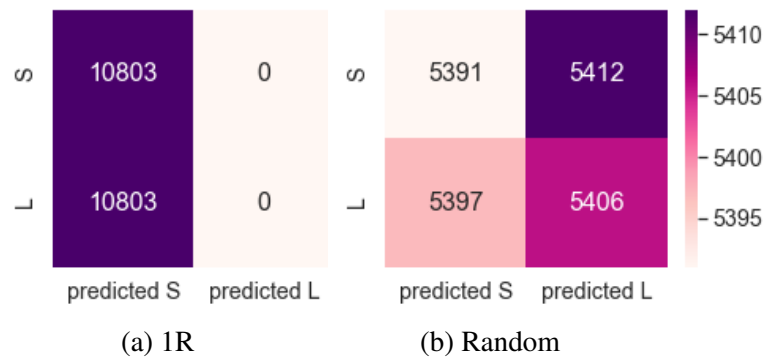 S 10803 0 S 5391 5412
L 10803 0 L 5397 5406
5410
5405
5400
5395
predicted S predicted L predicted S predicted L
(a) 1R (b) Random